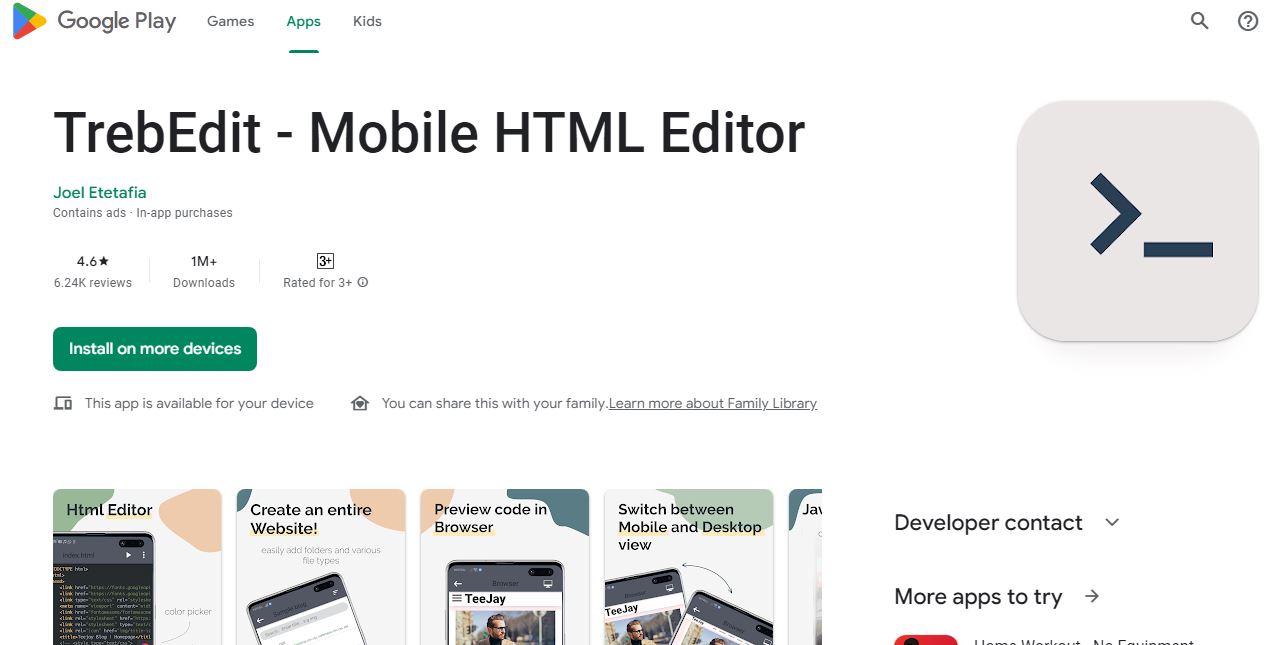 Google Play Games Apps Kids
TrebEdit - Mobile HTML Editor
Joel Etetafia
Contains ads · In-app purchases
4.6★ 1M+ 3+
6.24K reviews Downloads Rated for 3+
Install on more devices
This app is available for your device You can share this with your family.Learn more about Family Library
Html Editor
index.html
color picker
Create an entire
Website!
easily add folders and various
file types
Sample blog
Preview code in
Browser
Browser
TeeJay
Switch between
Mobile and Desktop
view
Browser
TeeJay
Jav
Developer contact
More apps to try
Home Workout - No Equipment